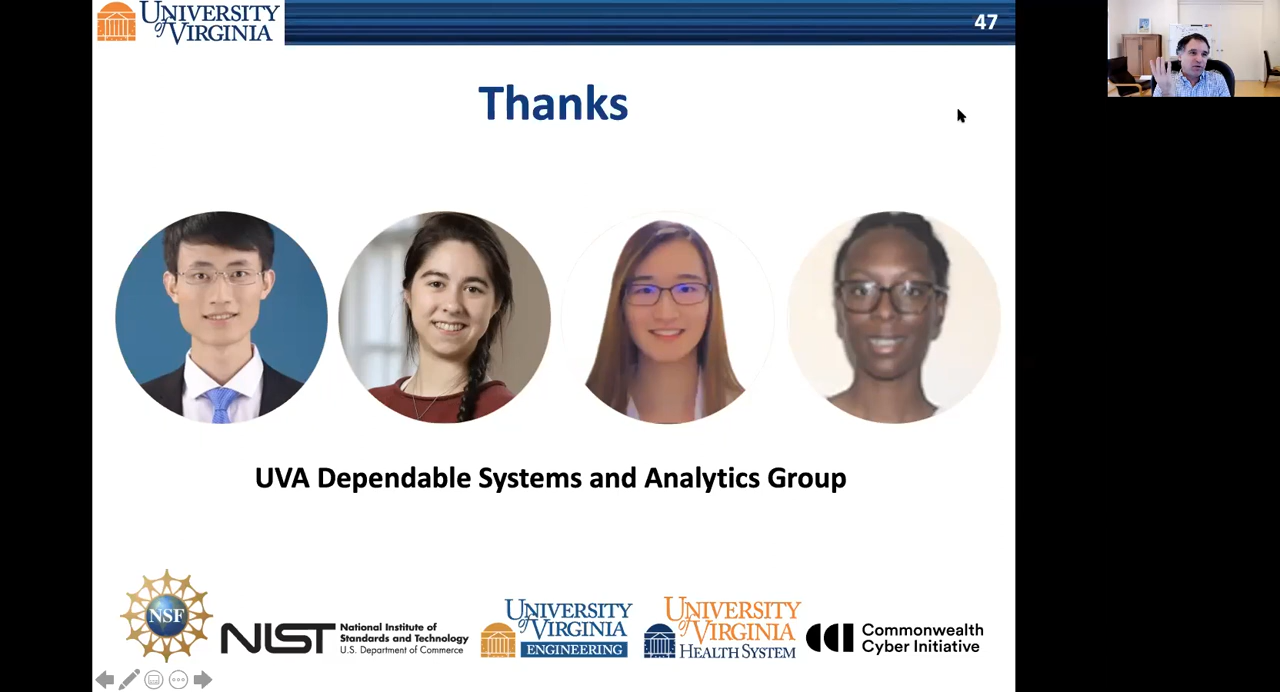 UNIVERSITY
of VIRGINIA
47
Thanks
UVA Dependable Systems and Analytics Group
NSF
NIST
National Institute of
Standards and Technology
U.S. Department of Commerce
UNIVERSITY
of VIRGINIA
ENGINEERING
UNIVERSITY
of VIRGINIA
HEALTH SYSTEM
Commonwealth
Cyber Initiative